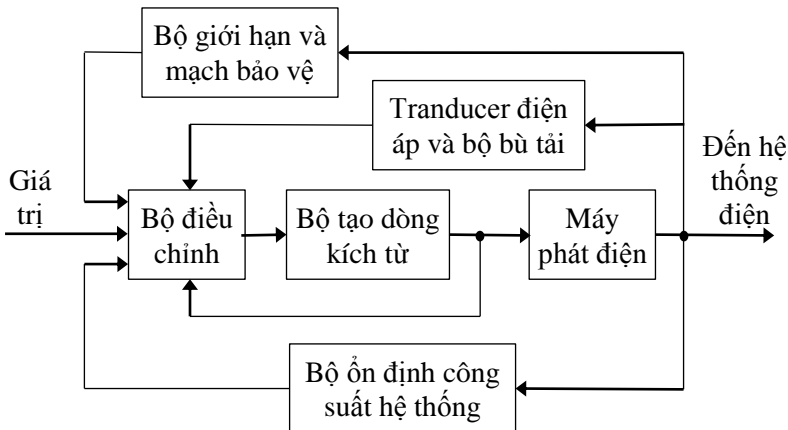 Bộ giới hạn và
mạch bảo vệ
Tranducer điện
áp và bộ bù tải
Đến hệ
thống
điện
Giá
trị
Bộ điều
chỉnh
Bộ tạo dòng
kích từ
Máy
phát điện
Bộ ổn định công
suất hệ thống